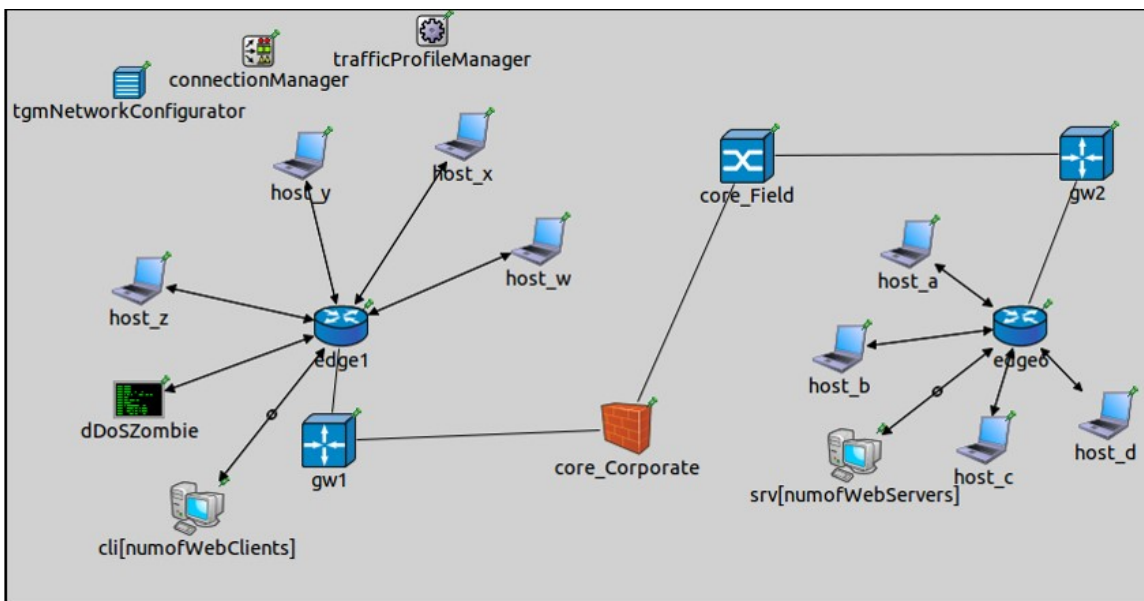 trafficProfileManager
connectionManager
tgmNetworkConfigurator
host_y
host_x
core_Field
gw2
host_w
host_a
host_z
edge1
edge6
host_b
dDoSZombie
gw1
core_Corporate
host_c
host_d
srv[numofWebServers]
cli[numofWebClients]